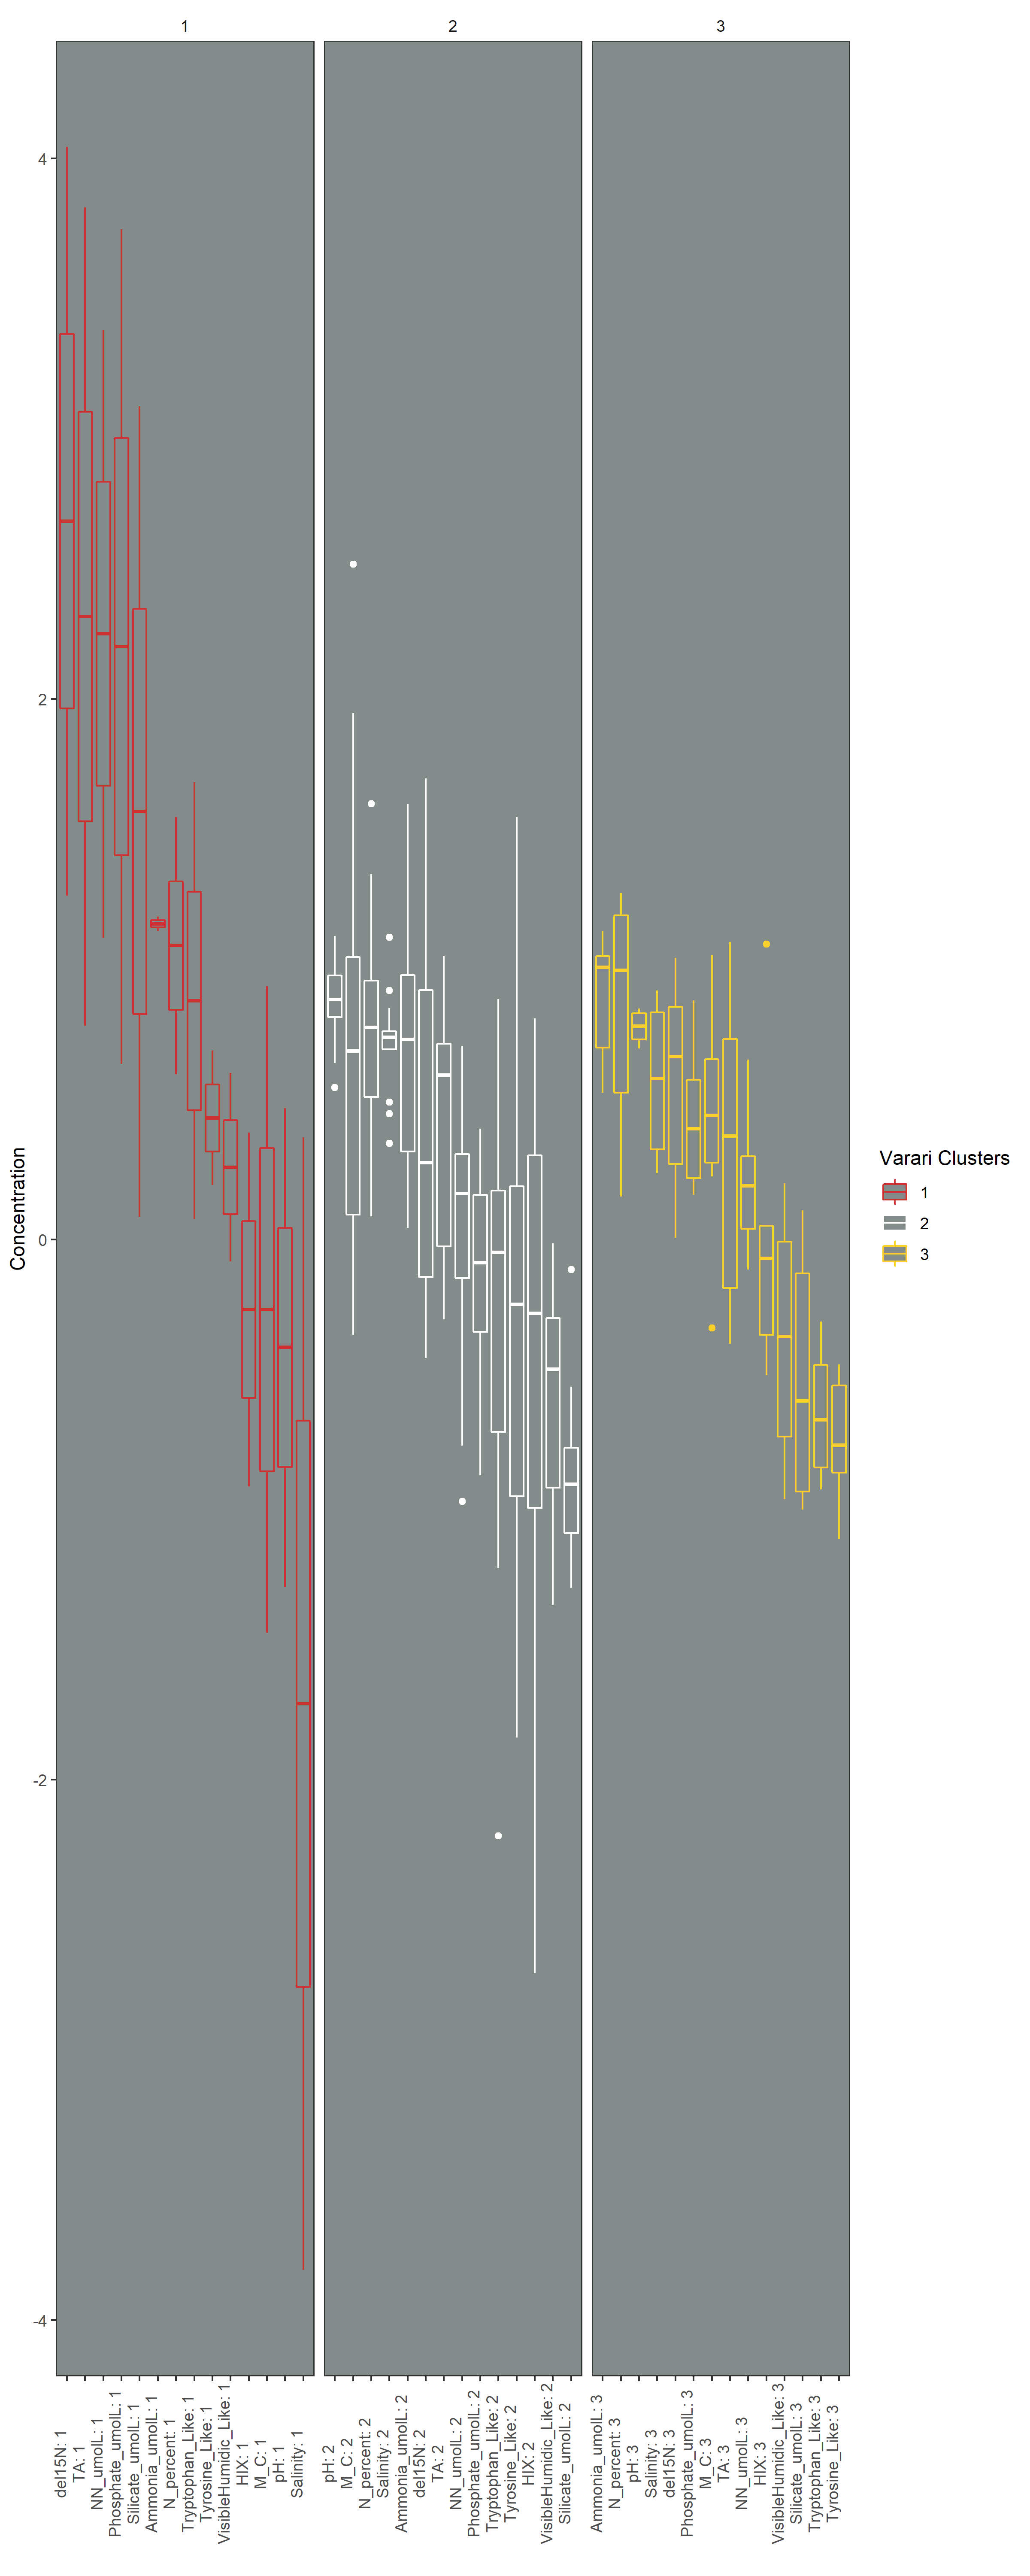 1
2
3
4
2
0
-2
-4
Concentration
del15N: 1
TA: 1
NN_umolL: 1
Phosphate_umolL: 1
Silicate_umolL: 1
Ammonia_umolL: 1
N_percent: 1
Tryptophan_Like: 1
Tyrosine_Like: 1
VisibleHumidic_Like: 1
HIX: 1
M_C: 1
pH: 1
Salinity: 1
pH: 2
M_C: 2
N_percent: 2
Salinity: 2
Ammonia_umolL: 2
del15N: 2
TA: 2
NN_umolL: 2
Phosphate_umolL: 2
Tryptophan_Like: 2
Tyrosine_Like: 2
HIX: 2
VisibleHumidic_Like: 2
Silicate_umolL: 2
Ammonia_umolL: 3
N_percent: 3
pH: 3
Salinity: 3
del15N: 3
Phosphate_umolL: 3
M_C: 3
TA: 3
NN_umolL: 3
HIX: 3
VisibleHumidic_Like: 3
Silicate_umolL: 3
Tryptophan_Like: 3
Tyrosine_Like: 3
Varari Clusters
1
2
3